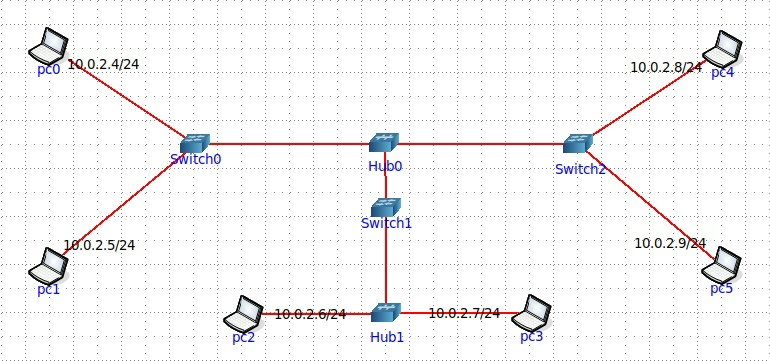 10.0.2.4/24
pc0
10.0.2.8/24
pc4
Switch0
Hub0
Switch2
Switch1
10.0.2.5/24
pc1
10.0.2.9/24
pc5
10.0.2.6/24
pc2
Hub1
10.0.2.7/24
pc3